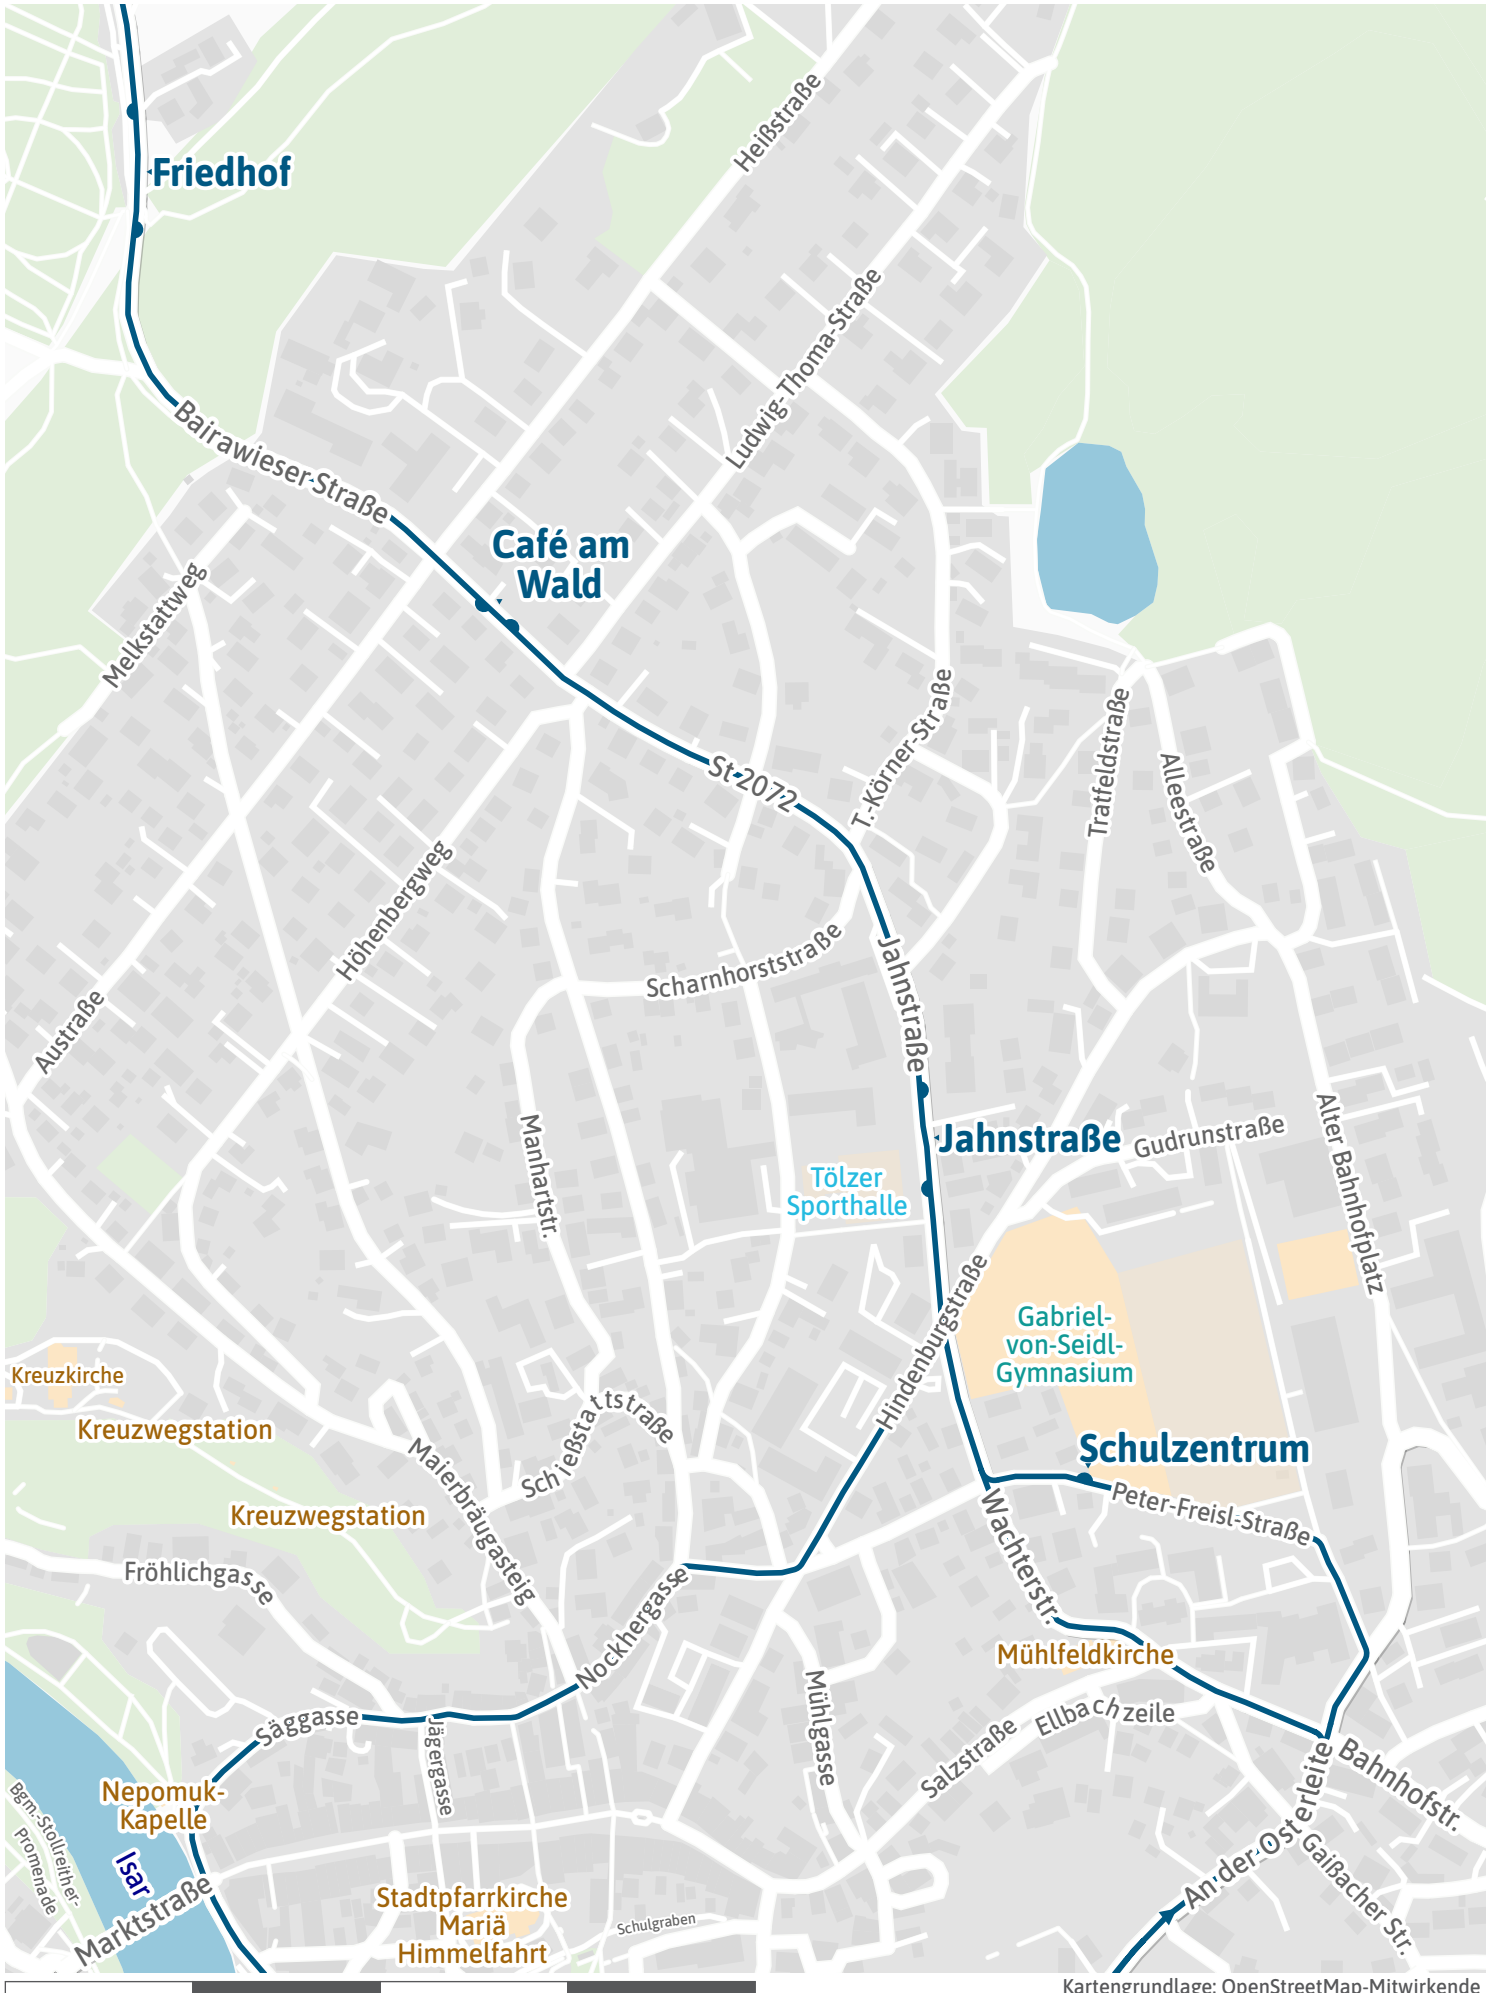 Heißstraße
Friedhof
Ludwig-Thoma-Straße
Bairawieser Straße
Café am
Wald
Melkstattweg
T.-Körner-Straße
Tratfeldstraße
Alleestraße
St 2072
Höhenbergweg
Scharnhorststraße
Jahnstraße
Austraße
Manhartstr.
Jahnstraße
Gudrunstraße
Alter Bahnhofplatz
Tölzer
Sporthalle
Hindenburgstraße
Gabriel-
von-Seidl-
Gymnasium
Kreuzkirche
Kreuzwegstation
Schießstattstraße
Maierbräugasteig
Schulzentrum
Peter-Freisl-Straße
Kreuzwegstation
Wachterstr.
Fröhlichgasse
Nockhergasse
Mühlfeldkirche
Mühlgasse
Säggasse
Jägergasse
Salzstraße
Ellbachzeile
An der Osterleite
Bahnhofstr.
Gaißacher Str.
Nepomuk-
Kapelle
Bgm.-Stollreither-
Promenade
Isar
Marktstraße
Stadtpfarrkirche
Mariä
Himmelfahrt
Schulgraben
Kartengrundlage: OpenStreetMap-Mitwirkende